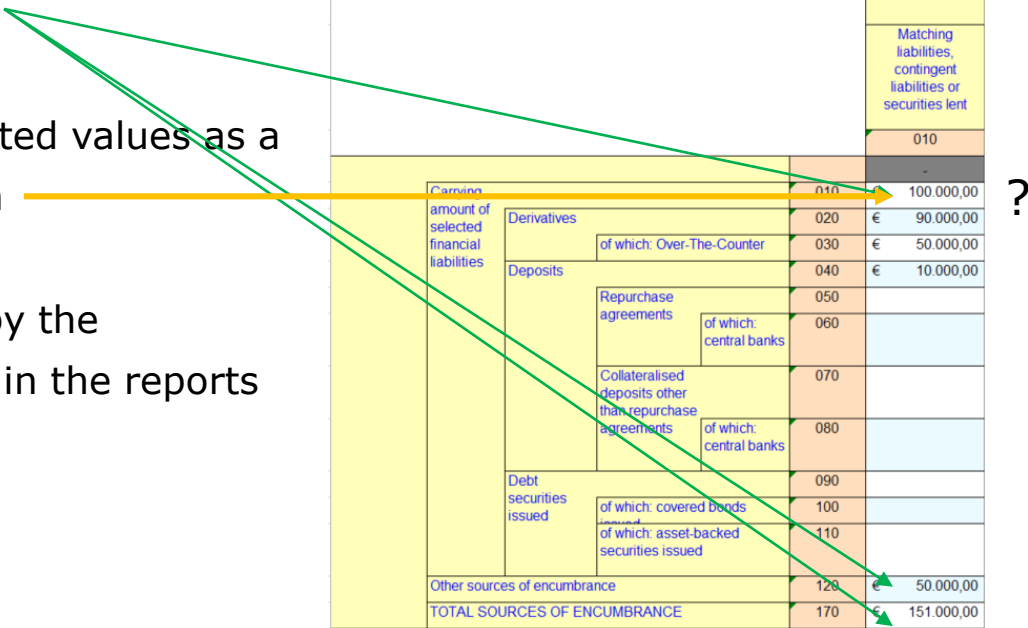 Matching
liabilities,
contingent
liabilities or
securities lent
010
-
ted values as a
?
by the
in the reports
Carrying
amount of
selected
financial
liabilities
010 € 100.000,00
Derivatives 020 € 90.000,00
of which: Over-The-Counter 030 € 50.000,00
Deposits 040 € 10.000,00
Repurchase
agreements
050
of which:
central banks
060
Collateralised
deposits other
than repurchase
agreements
070
of which:
central banks
080
Debt
securities
issued
090
of which: covered bonds
issued
100
of which: asset-backed
securities issued
110
Other sources of encumbrance 120 € 50.000,00
TOTAL SOURCES OF ENCUMBRANCE 170 € 151.000,00